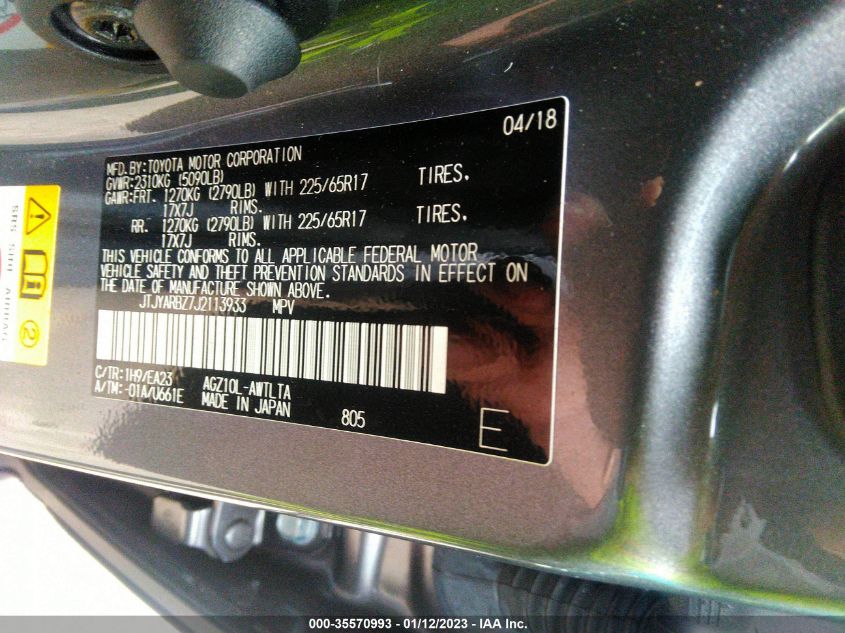 04/18
MFD. BY: TOYOTA MOTOR CORPORATION
GVWR: 2310KG (5090LB)
GAWR: FRT. 1270KG (2790LB) WITH 225/65R17 TIRES.
17X7J RIMS.
RR. 1270KG (2790LB) WITH 225/65R17 TIRES.
17X7J RIMS.
THIS VEHICLE CONFORMS TO ALL APPLICABLE FEDERAL MOTOR
VEHICLE SAFETY AND THEFT PREVENTION STANDARDS IN EFFECT ON
THE DATE OF MANUFACTURE SHOWN ABOVE.
JTJYARBZ7J2113933 MPV
C/TR: 1H9/EA23 AGZ10L-AWTLTA
A/TM: -01A/U661E MADE IN JAPAN
805
E
2
000-35570993 - 01/12/2023 - IAA Inc.